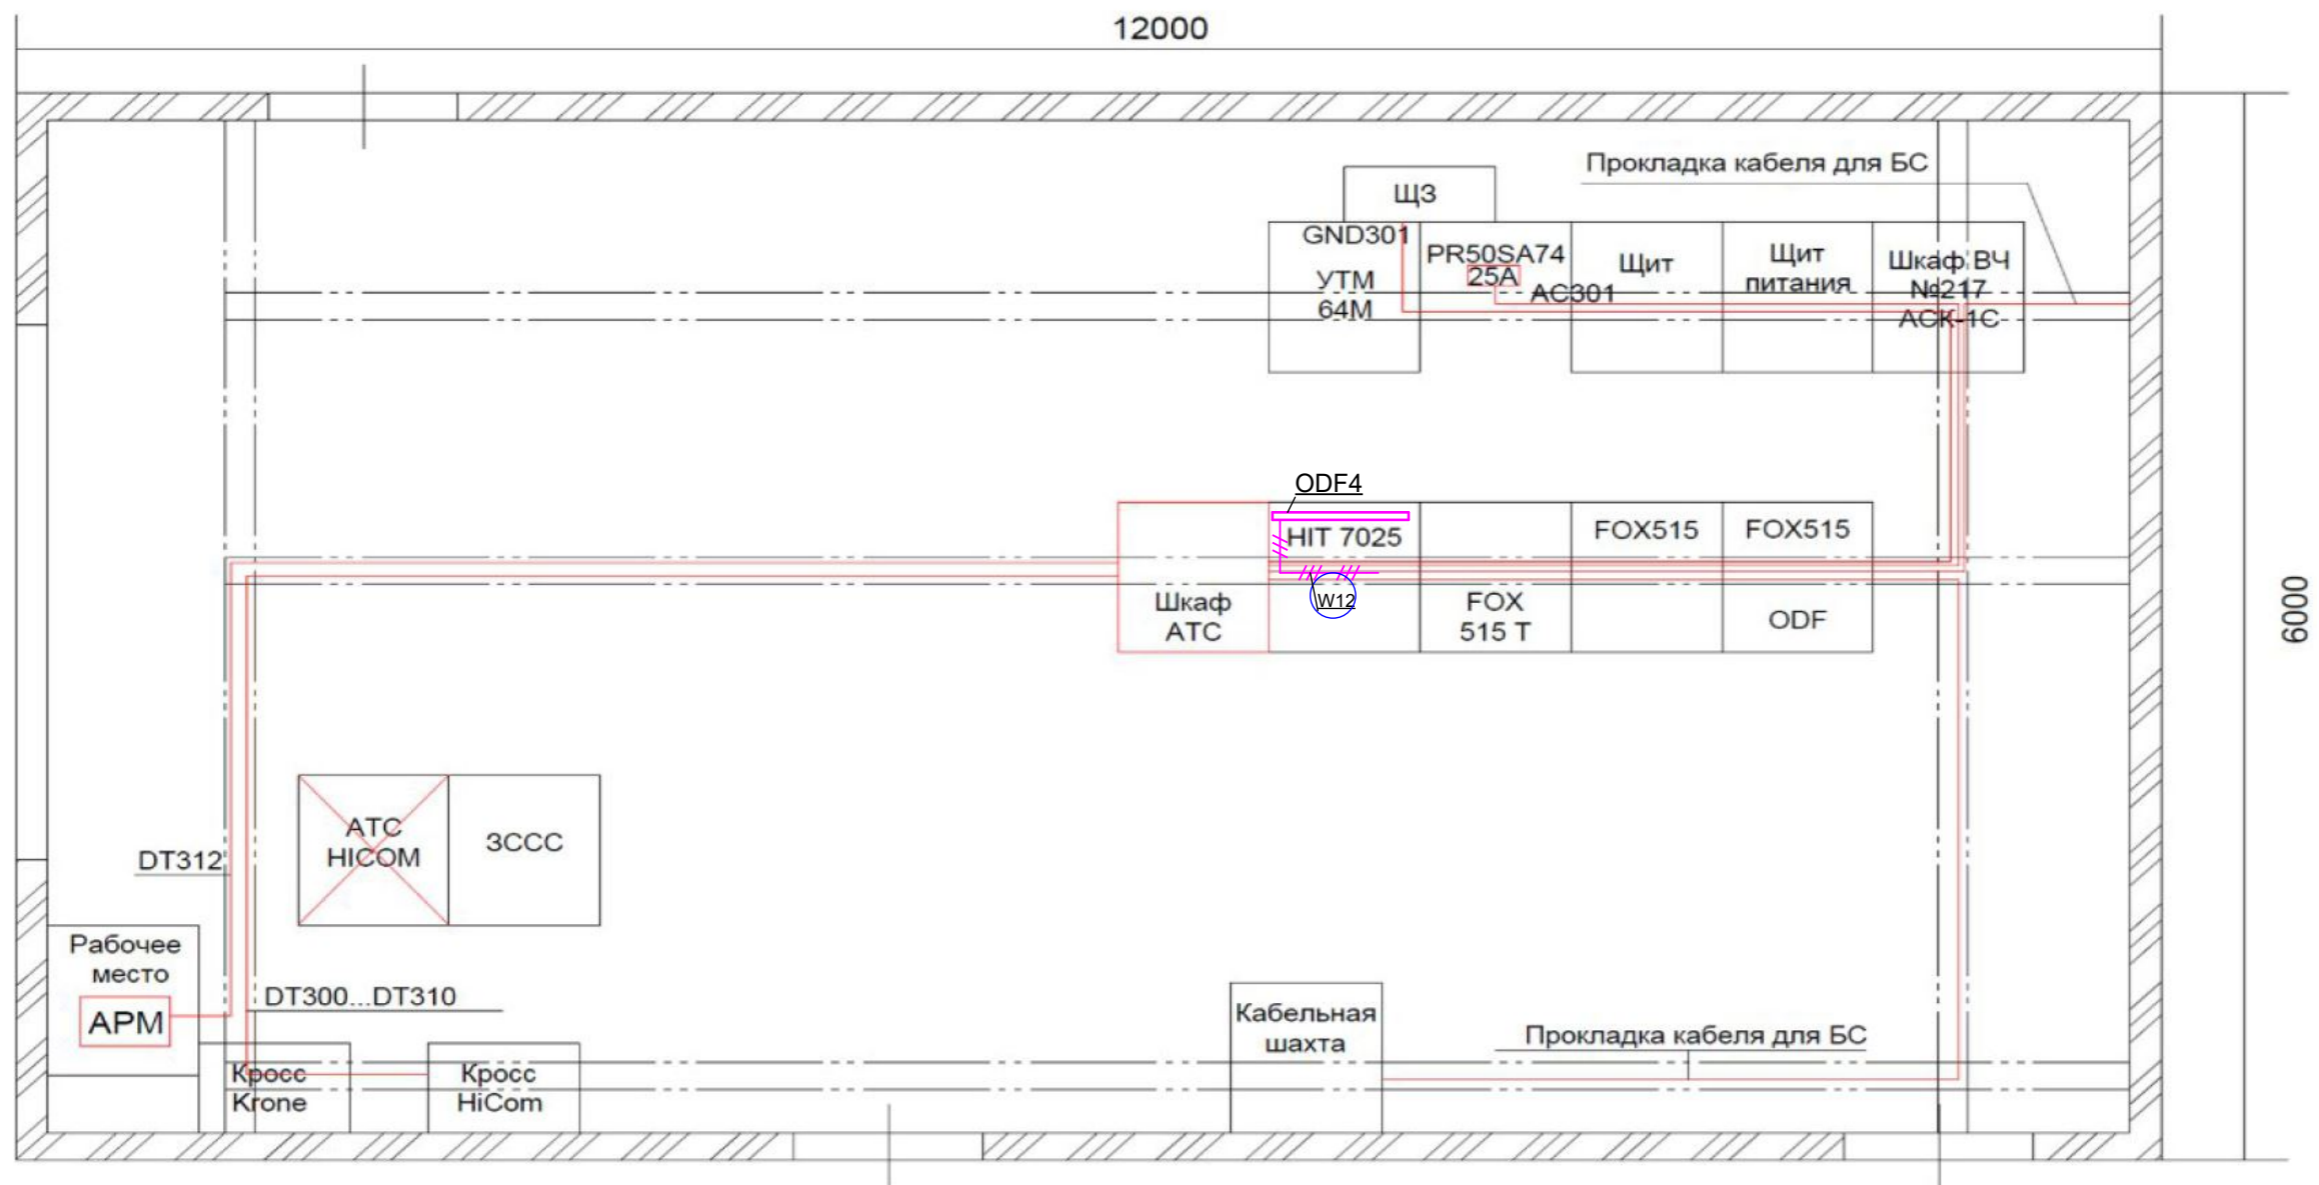 12000
Прокладка кабеля для БС
ЩЗ
GND301
УТМ
64М
PR50SA74
25А
AC301
Щит
Щит
питания
Шкаф ВЧ
№217
АСК-1С
ODF4
HIT 7025
FOX515
FOX515
Шкаф
АТС
W12
FOX
515 T
ODF
6000
АТС
HICOM
ЗССС
DT312
Рабочее
место
АРМ
DT300...DT310
Кросс
Krone
Кросс
HiCom
Кабельная
шахта
Прокладка кабеля для БС